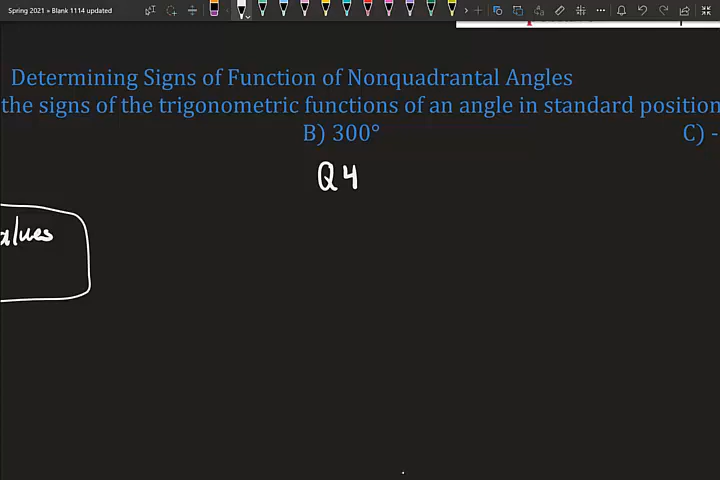 Spring 2021 » Blank 1114 updated
Determining Signs of Function of Nonquadrantal Angles
the signs of the trigonometric functions of an angle in standard position
B) 300° C) -
Q4
values